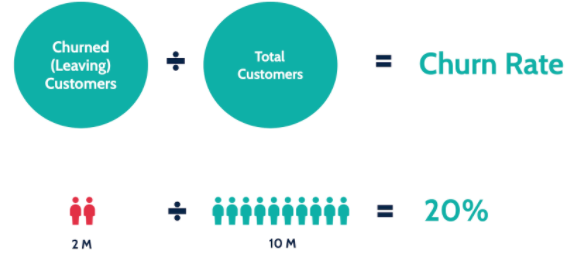 Churned
(Leaving)
Customers
÷
Total
Customers
=
Churn Rate
÷
=
20%
2 M
10 M